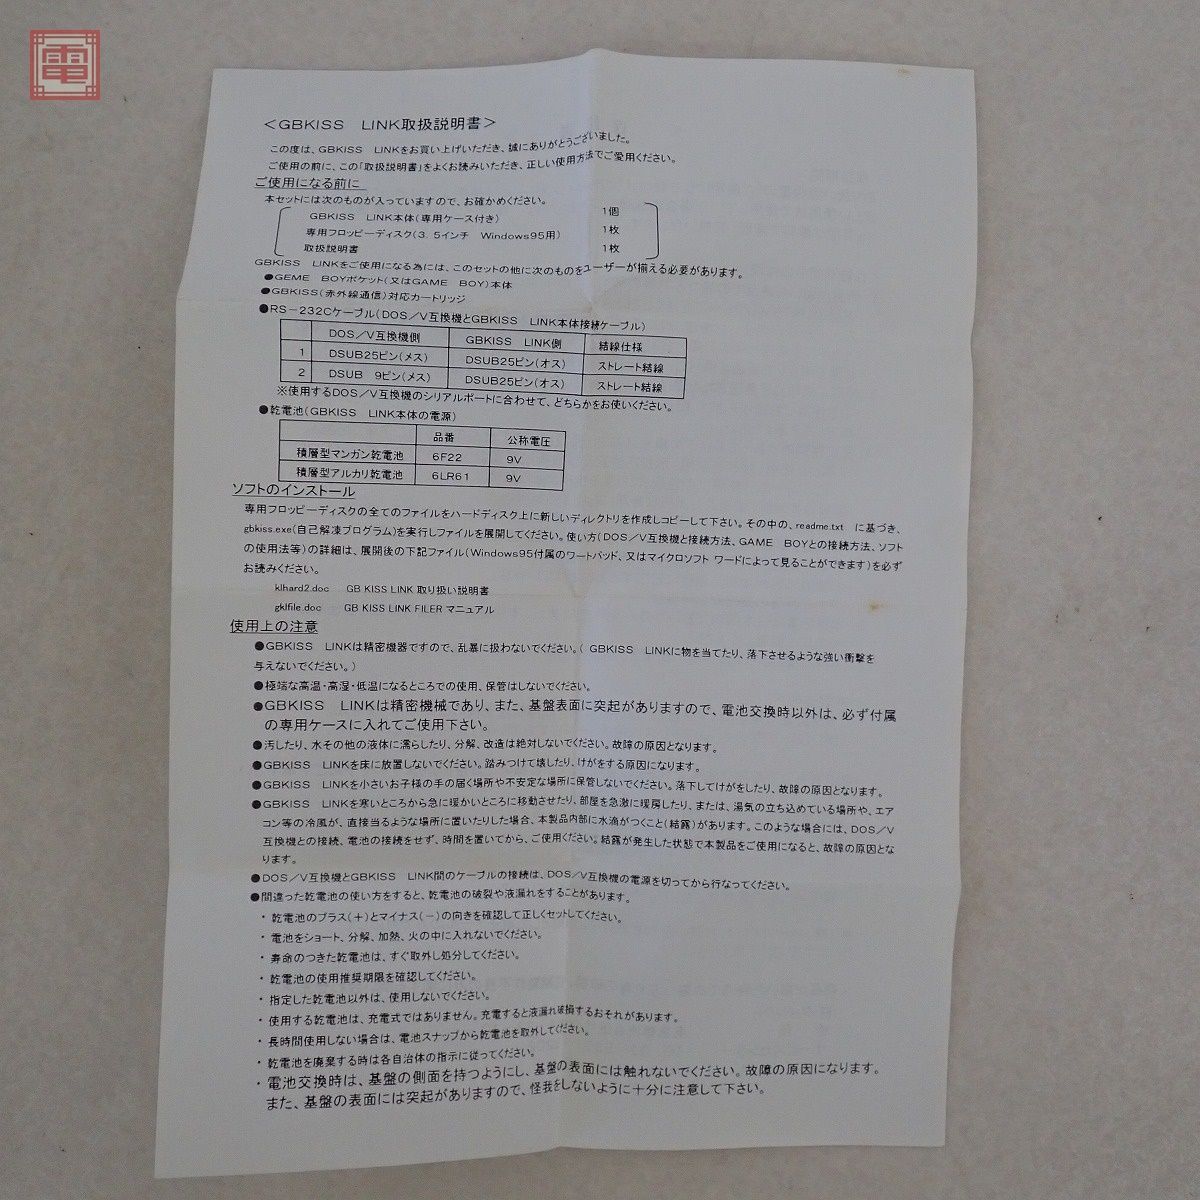 電
＜GBKISS　LINK取扱説明書＞
この度は、GBKISS　LINKをお買い上げいただき、誠にありがとうございました。
ご使用の前に、この「取扱説明書」をよくお読みいただき、正しい使用方法でご愛用ください。
ご使用になる前に
本セットには次のものが入っていますので、お確かめください。
GBKISS　LINK本体（専用ケース付き）　1個
専用フロッピーディスク（3．5インチ　Windows95用）　1枚
取扱説明書　1枚
GBKISS　LINKをご使用になる為には、このセットの他に次のものをユーザーが揃える必要があります。
●GEME　BOYポケット（又はGAME　BOY）本体
●GBKISS（赤外線通信）対応カートリッジ
●RS－232Cケーブル（DOS／V互換機とGBKISS　LINK本体接続ケーブル）
DOS／V互換機側　GBKISS　LINK側　結線仕様
1　DSUB25ピン（メス）　DSUB25ピン（オス）　ストレート結線
2　DSUB　9ピン（メス）　DSUB25ピン（オス）　ストレート結線
※使用するDOS／V互換機のシリアルポートに合わせて、どちらかをお使いください。
●乾電池（GBKISS　LINK本体の電源）
品番　公称電圧
積層型マンガン乾電池　6F22　9V
積層型アルカリ乾電池　6LR61　9V
ソフトのインストール
専用フロッピーディスクの全てのファイルをハードディスク上に新しいディレクトリを作成しコピーして下さい。その中の、readme.txt　に基づき、
gbkiss.exe（自己解凍プログラム）を実行しファイルを展開してください。使い方（DOS／V互換機と接続方法、GAME　BOYとの接続方法、ソフト
の使用法等）の詳細は、展開後の下記ファイル（Windows95付属のワードパッド、又はマイクロソフト ワードによって見ることができます）を必ず
お読みください。
klhard2.doc　GB KISS LINK 取り扱い説明書
gklfile.doc　GB KISS LINK FILER マニュアル
使用上の注意
●GBKISS　LINKは精密機器ですので、乱暴に扱わないでください。（ GBKISS　LINKに物を当てたり、落下させるような強い衝撃を
与えないでください。）
●極端な高温・高湿・低温になるところでの使用、保管はしないでください。
●GBKISS　LINKは精密機械であり、また、基盤表面に突起がありますので、電池交換時以外は、必ず付属
の専用ケースに入れてご使用下さい。
●汚したり、水その他の液体に濡らしたり、分解、改造は絶対しないでください。故障の原因となります。
●GBKISS　LINKを床に放置しないでください。踏みつけて壊したり、けがをする原因になります。
●GBKISS　LINKを小さいお子様の手の届く場所や不安定な場所に保管しないでください。落下してけがをしたり、故障の原因となります。
●GBKISS　LINKを寒いところから急に暖かいところに移動させたり、部屋を急激に暖房したり、または、湯気の立ち込めている場所や、エア
コン等の冷風が、直接当るような場所に置いたりした場合、本製品内部に水滴がつくこと（結露）があります。このような場合には、DOS／V
互換機との接続、電池の接続をせず、時間を置いてから、ご使用ください。結露が発生した状態で本製品をご使用になると、故障の原因とな
ります。
●DOS／V互換機とGBKISS　LINK間のケーブルの接続は、DOS／V互換機の電源を切ってから行なってください。
●間違った乾電池の使い方をすると、乾電池の破裂や液漏れをすることがあります。
・乾電池のプラス（＋）とマイナス（－）の向きを確認して正しくセットしてください。
・電池をショート、分解、加熱、火の中に入れないでください。
・寿命のつきた乾電池は、すぐ取外し処分してください。
・乾電池の使用推奨期限を確認してください。
・指定した乾電池以外は、使用しないでください。
・使用する乾電池は、充電式ではありません。充電すると液漏れ破損するおそれがあります。
・長時間使用しない場合は、電池スナップから乾電池を取外してください。
・乾電池を廃棄する時は各自治体の指示に従ってください。
・電池交換時は、基盤の側面を持つようにし、基盤の表面には触れないでください。故障の原因になります。
また、基盤の表面には突起がありますので、怪我をしないように十分に注意して下さい。